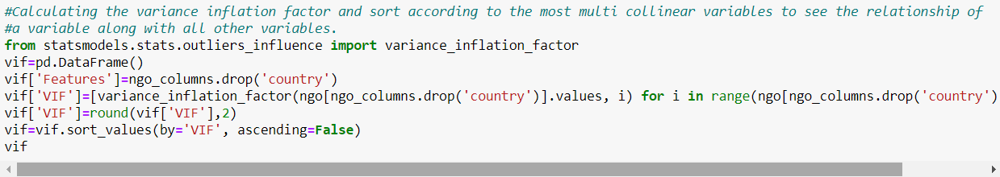 #Calculating the variance inflation factor and sort according to the most multi collinear variables to see the relationship of
#a variable along with all other variables.
from statsmodels.stats.outliers_influence import variance_inflation_factor
vif=pd.DataFrame()
vif['Features']=ngo_columns.drop('country')
vif['VIF']=[variance_inflation_factor(ngo[ngo_columns.drop('country')].values, i) for i in range(ngo[ngo_columns.drop('country')
vif['VIF']=round(vif['VIF'],2)
vif=vif.sort_values(by='VIF', ascending=False)
vif